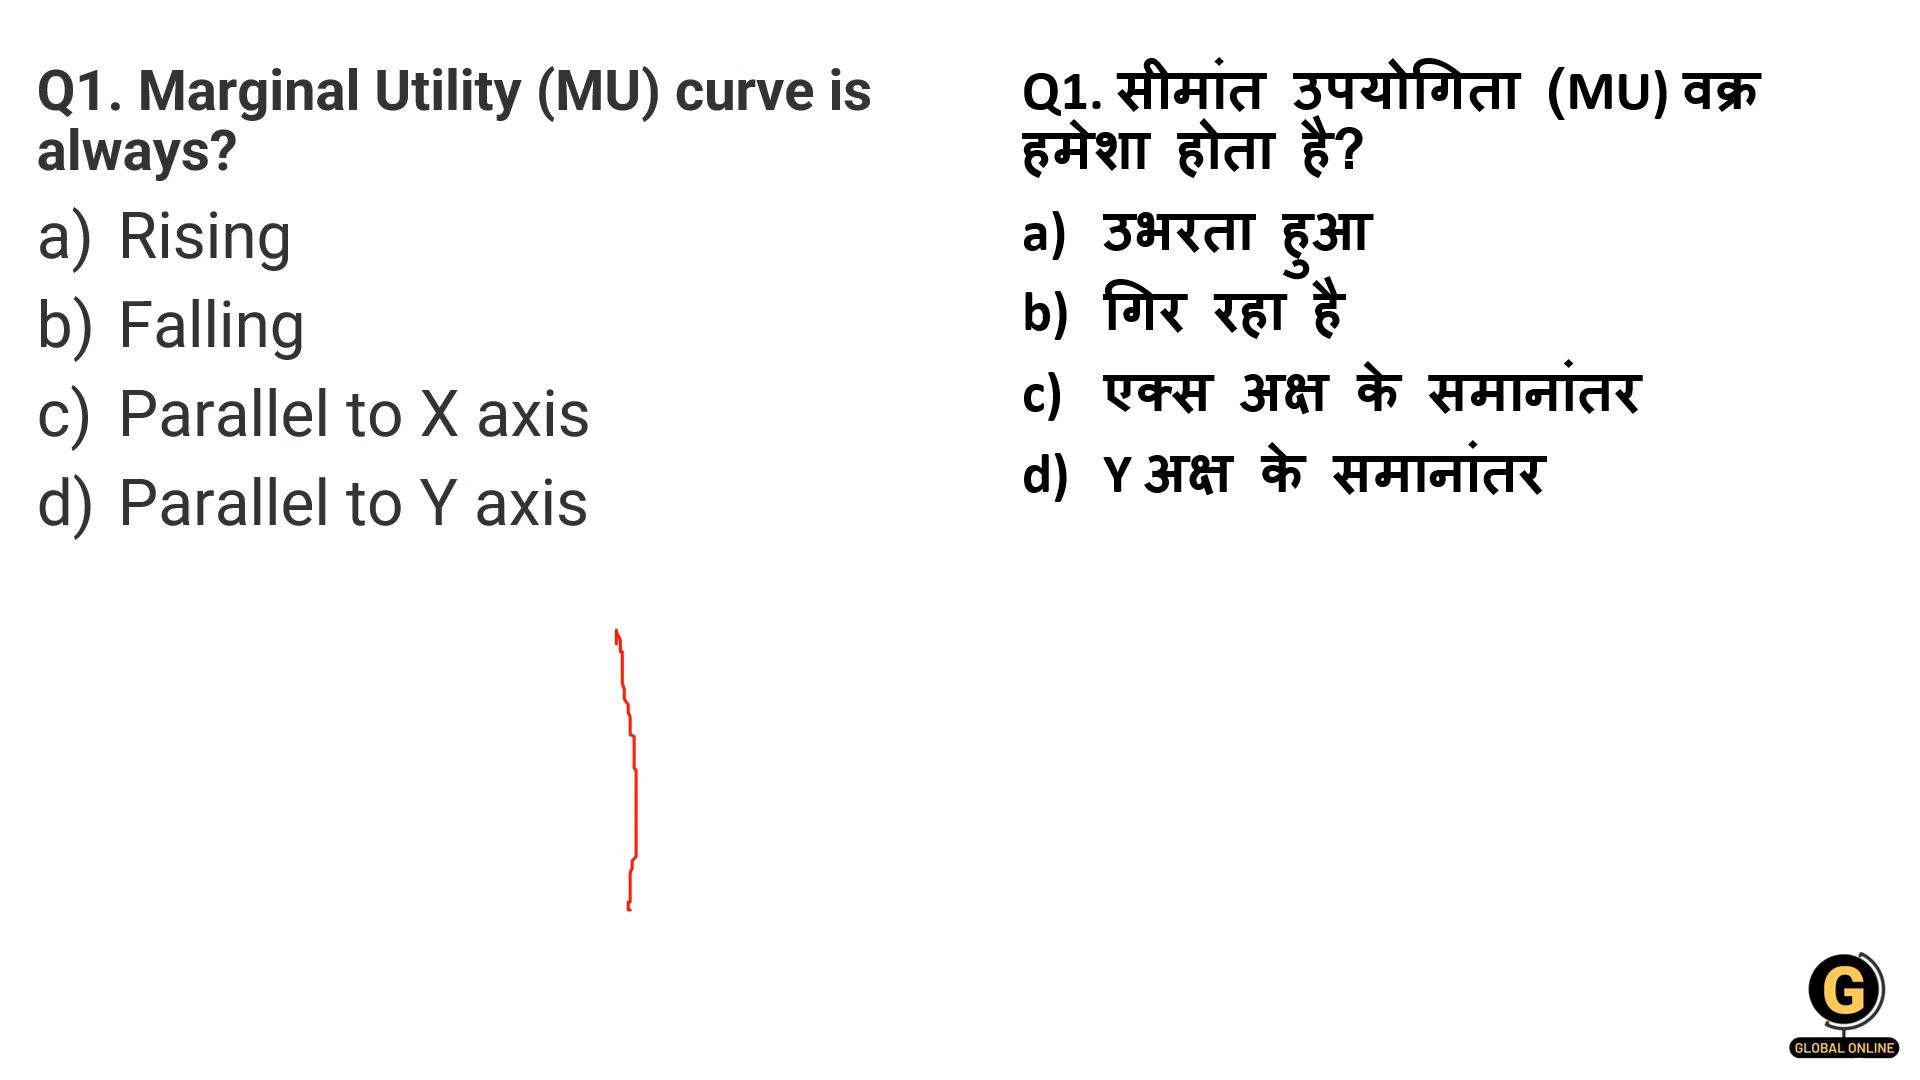 Q1. Marginal Utility (MU) curve is
always?
a) Rising
b) Falling
c) Parallel to X axis
d) Parallel to Y axis
Q1. सीमांत उपयोगिता (MU) वक्र
हमेशा होता है?
a) उभरता हुआ
b) गिर रहा है
c) एक्स अक्ष के समानांतर
d) Y अक्ष के समानांतर
G
GLOBAL ONLINE